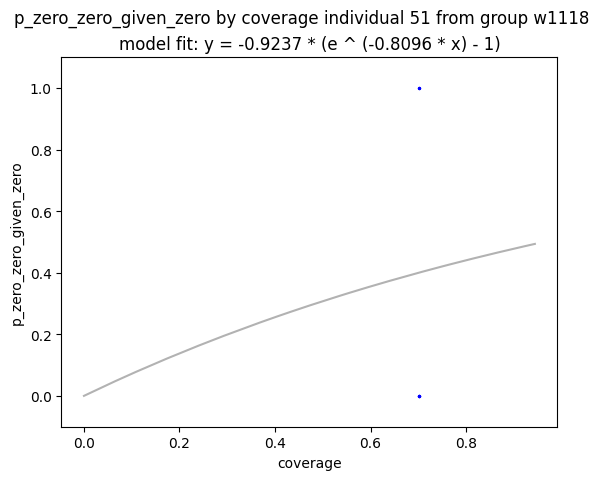 p_zero_zero_given_zero by coverage individual 51 from group w1118
model fit: y = -0.9237 * (e ^ (-0.8096 * x) - 1)
1.0
0.8
0.6
0.4
0.2
0.0
p_zero_zero_given_zero
0.0 0.2 0.4 0.6 0.8
coverage